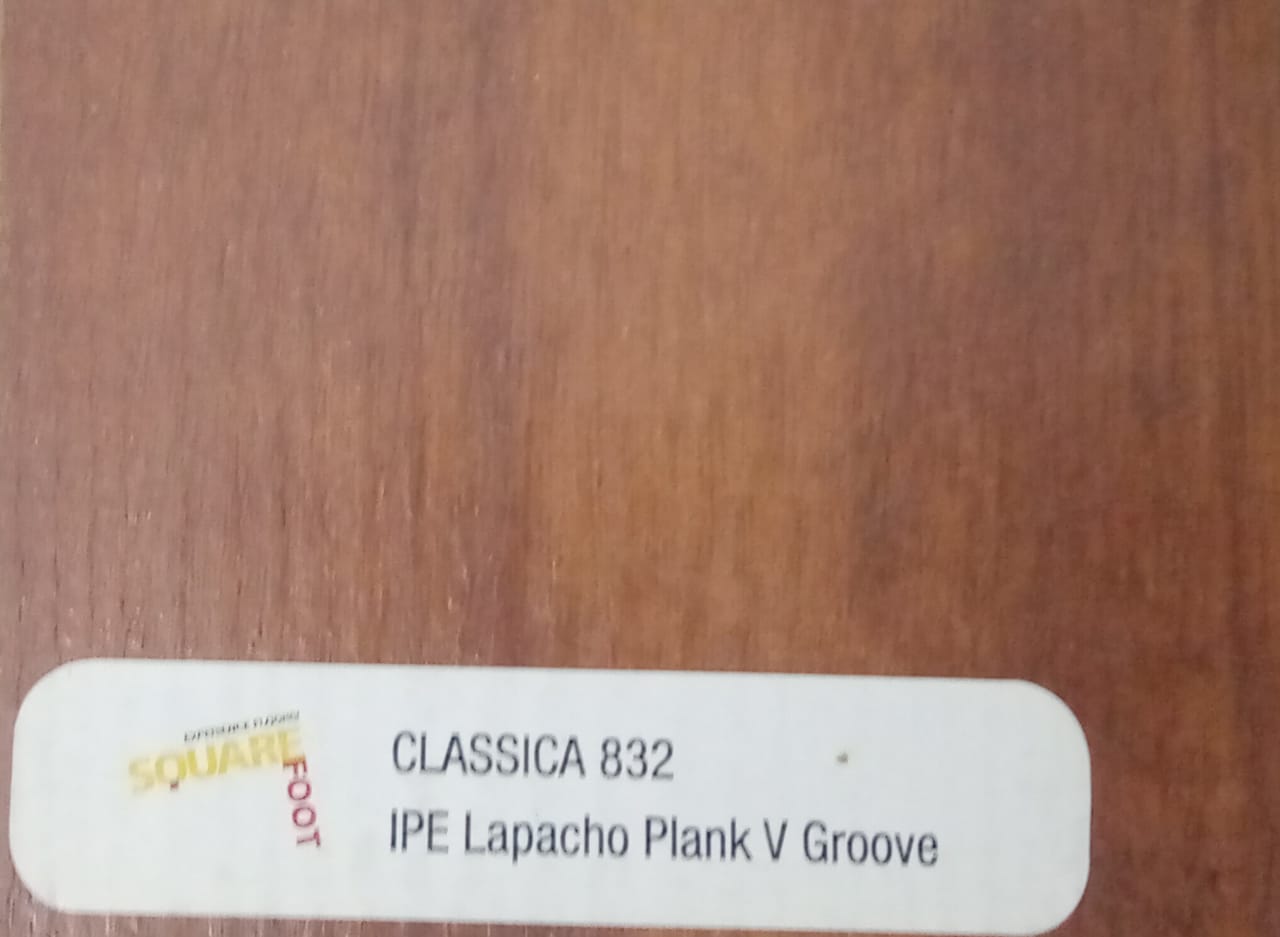 SQUARE
FOOT
CLASSICA 832
IPE Lapacho Plank V Groove